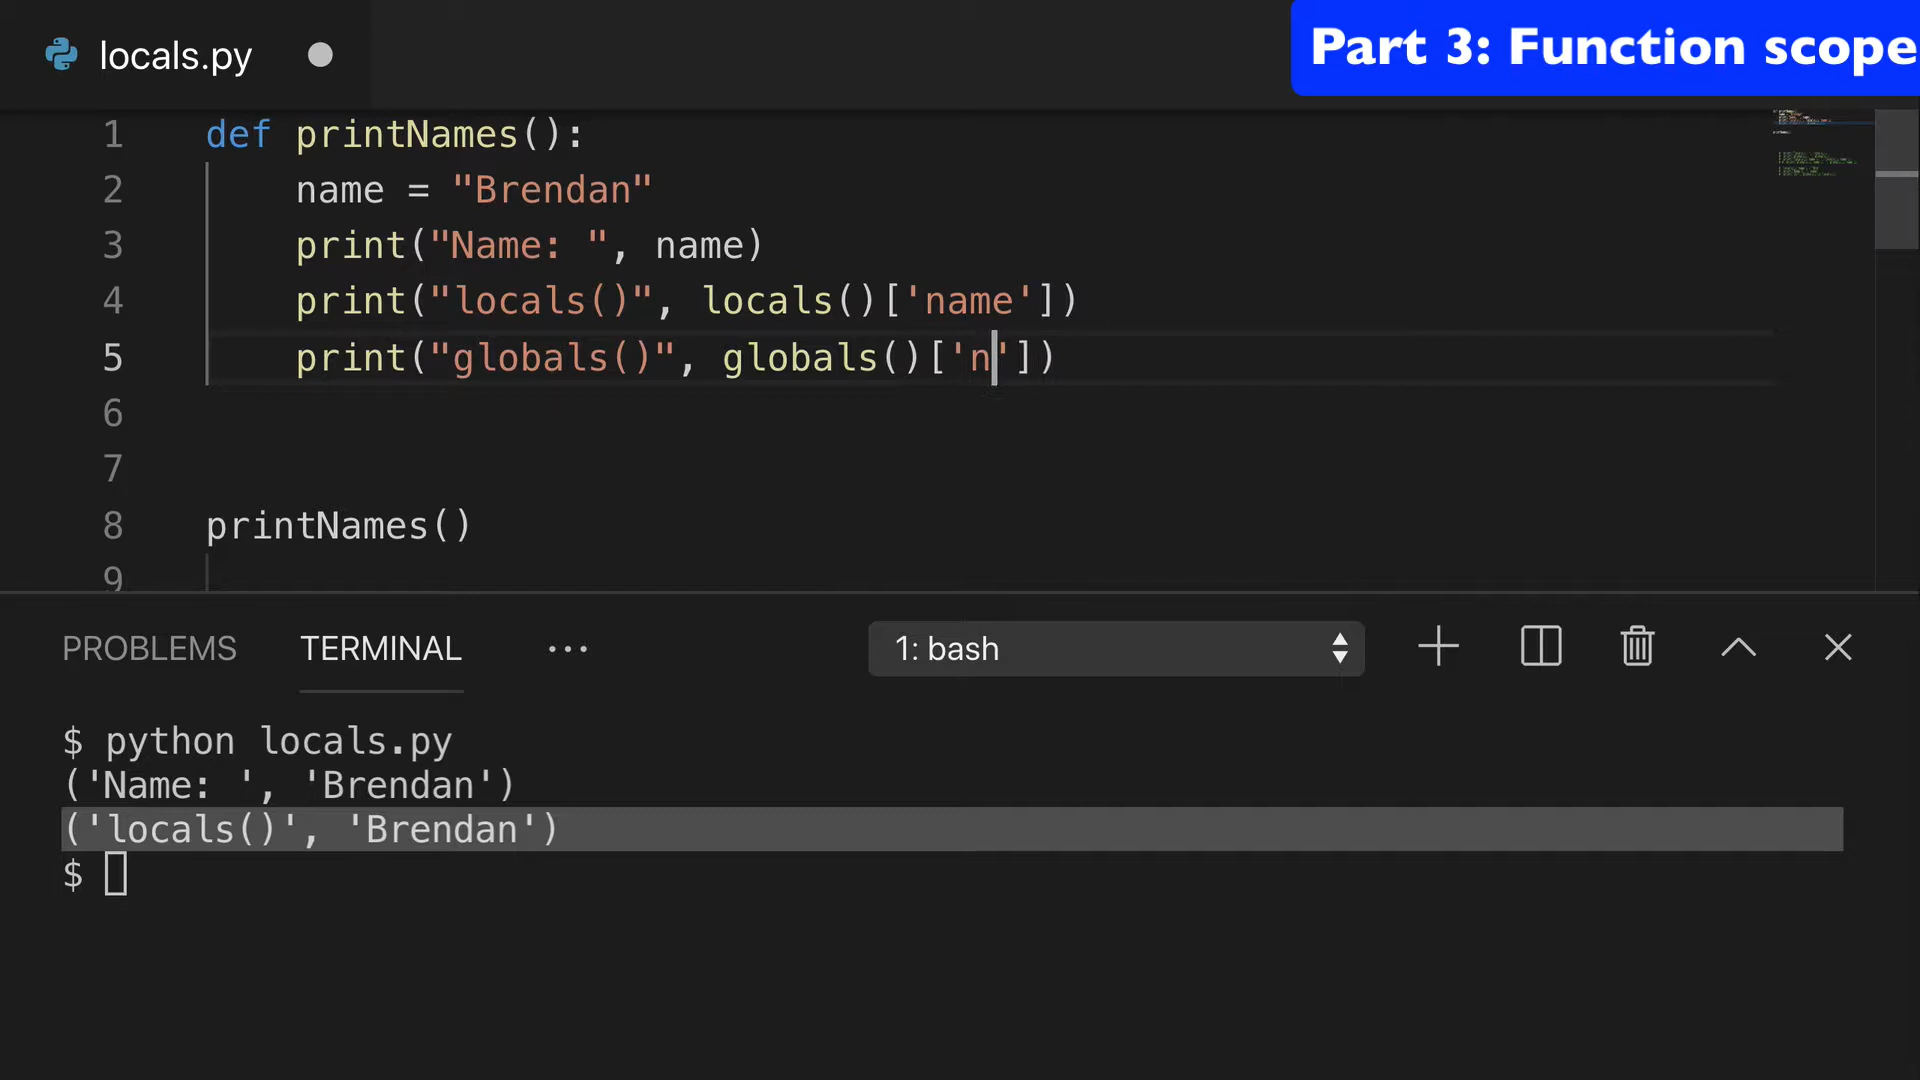 locals.py
Part 3: Function scope
1 def printNames():
2     name = "Brendan"
3     print("Name: ", name)
4     print("locals()", locals()['name'])
5     print("globals()", globals()['n'])
6
7
8 printNames()
9
PROBLEMS TERMINAL ··· 1: bash
$ python locals.py
('Name: ', 'Brendan')
('locals()', 'Brendan')
$